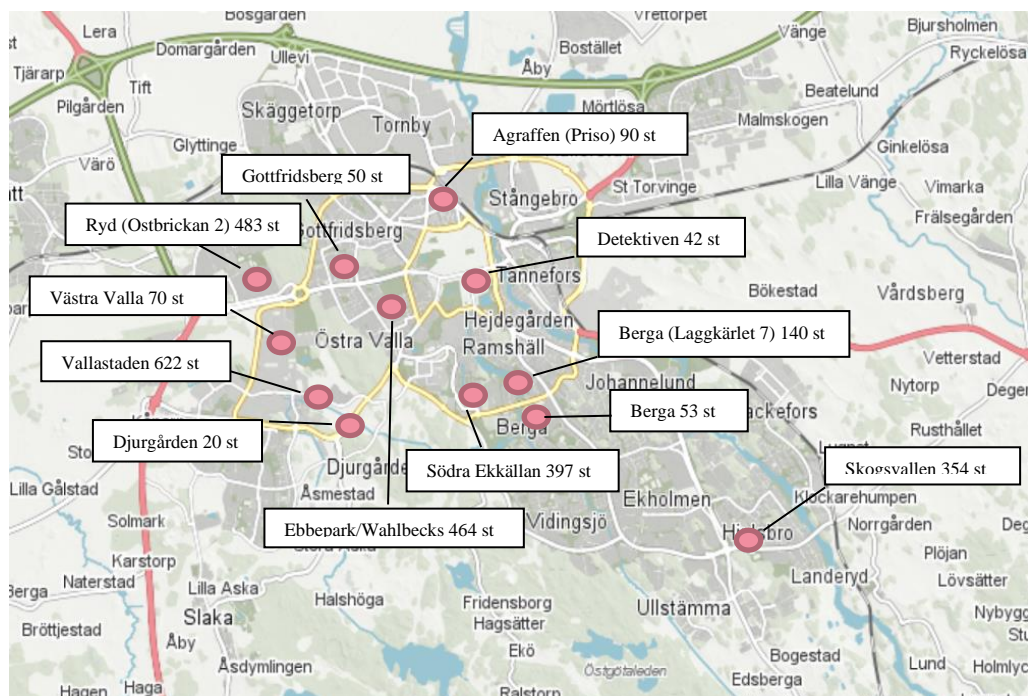 Bosgården
Vrettorpet
Vänge
Bjursholmen
Lera
Domargården
Ullevi
Bostället
Ryckelösa
Tjärarp
Tift
Åby
Pilgården
Skäggetorp
Mörtlösa
Beatelund
Tornby
Agraffen (Priso) 90 st
Malmskogen
Värö
Glyttinge
Ginkelösa
Gottfridsberg 50 st
St Torvinge
Lilla Vänge
Vimarka
Stångebro
Frälsegården
Ryd (Ostbrickan 2) 483 st
Detektiven 42 st
Tannefors
Västra Valla 70 st
Bökestad
Vårdsberg
Östra Valla
Hejdegården
Ramshäll
Berga (Laggkärlet 7) 140 st
Vallastaden 622 st
Vetterstad
Johannelund
Nytorp
Berga 53 st
Berga
Rusthållet
Djurgården 20 st
Södra Ekkällan 397 st
Skogsvallen 354 st
Lilla Gålstad
Åsmestad
Ekholmen
Klockarehumpen
Solmark
Ebbepark/Wahlbecks 464 st
Vidingsjö
Norrgården
Karstorp
Plöjan
Naterstad
Lilla Aska
Landeryd
Lövsätter
Berga
Halshöga
Fridensborg
Ullstämma
Slaka
Hagsätter
Bröttjestad
Åby
Ekö
Åsdymlingen
Östgötaleden
Bogestad
Lund
Hagen
Haga
Ralstorp
Edsberga